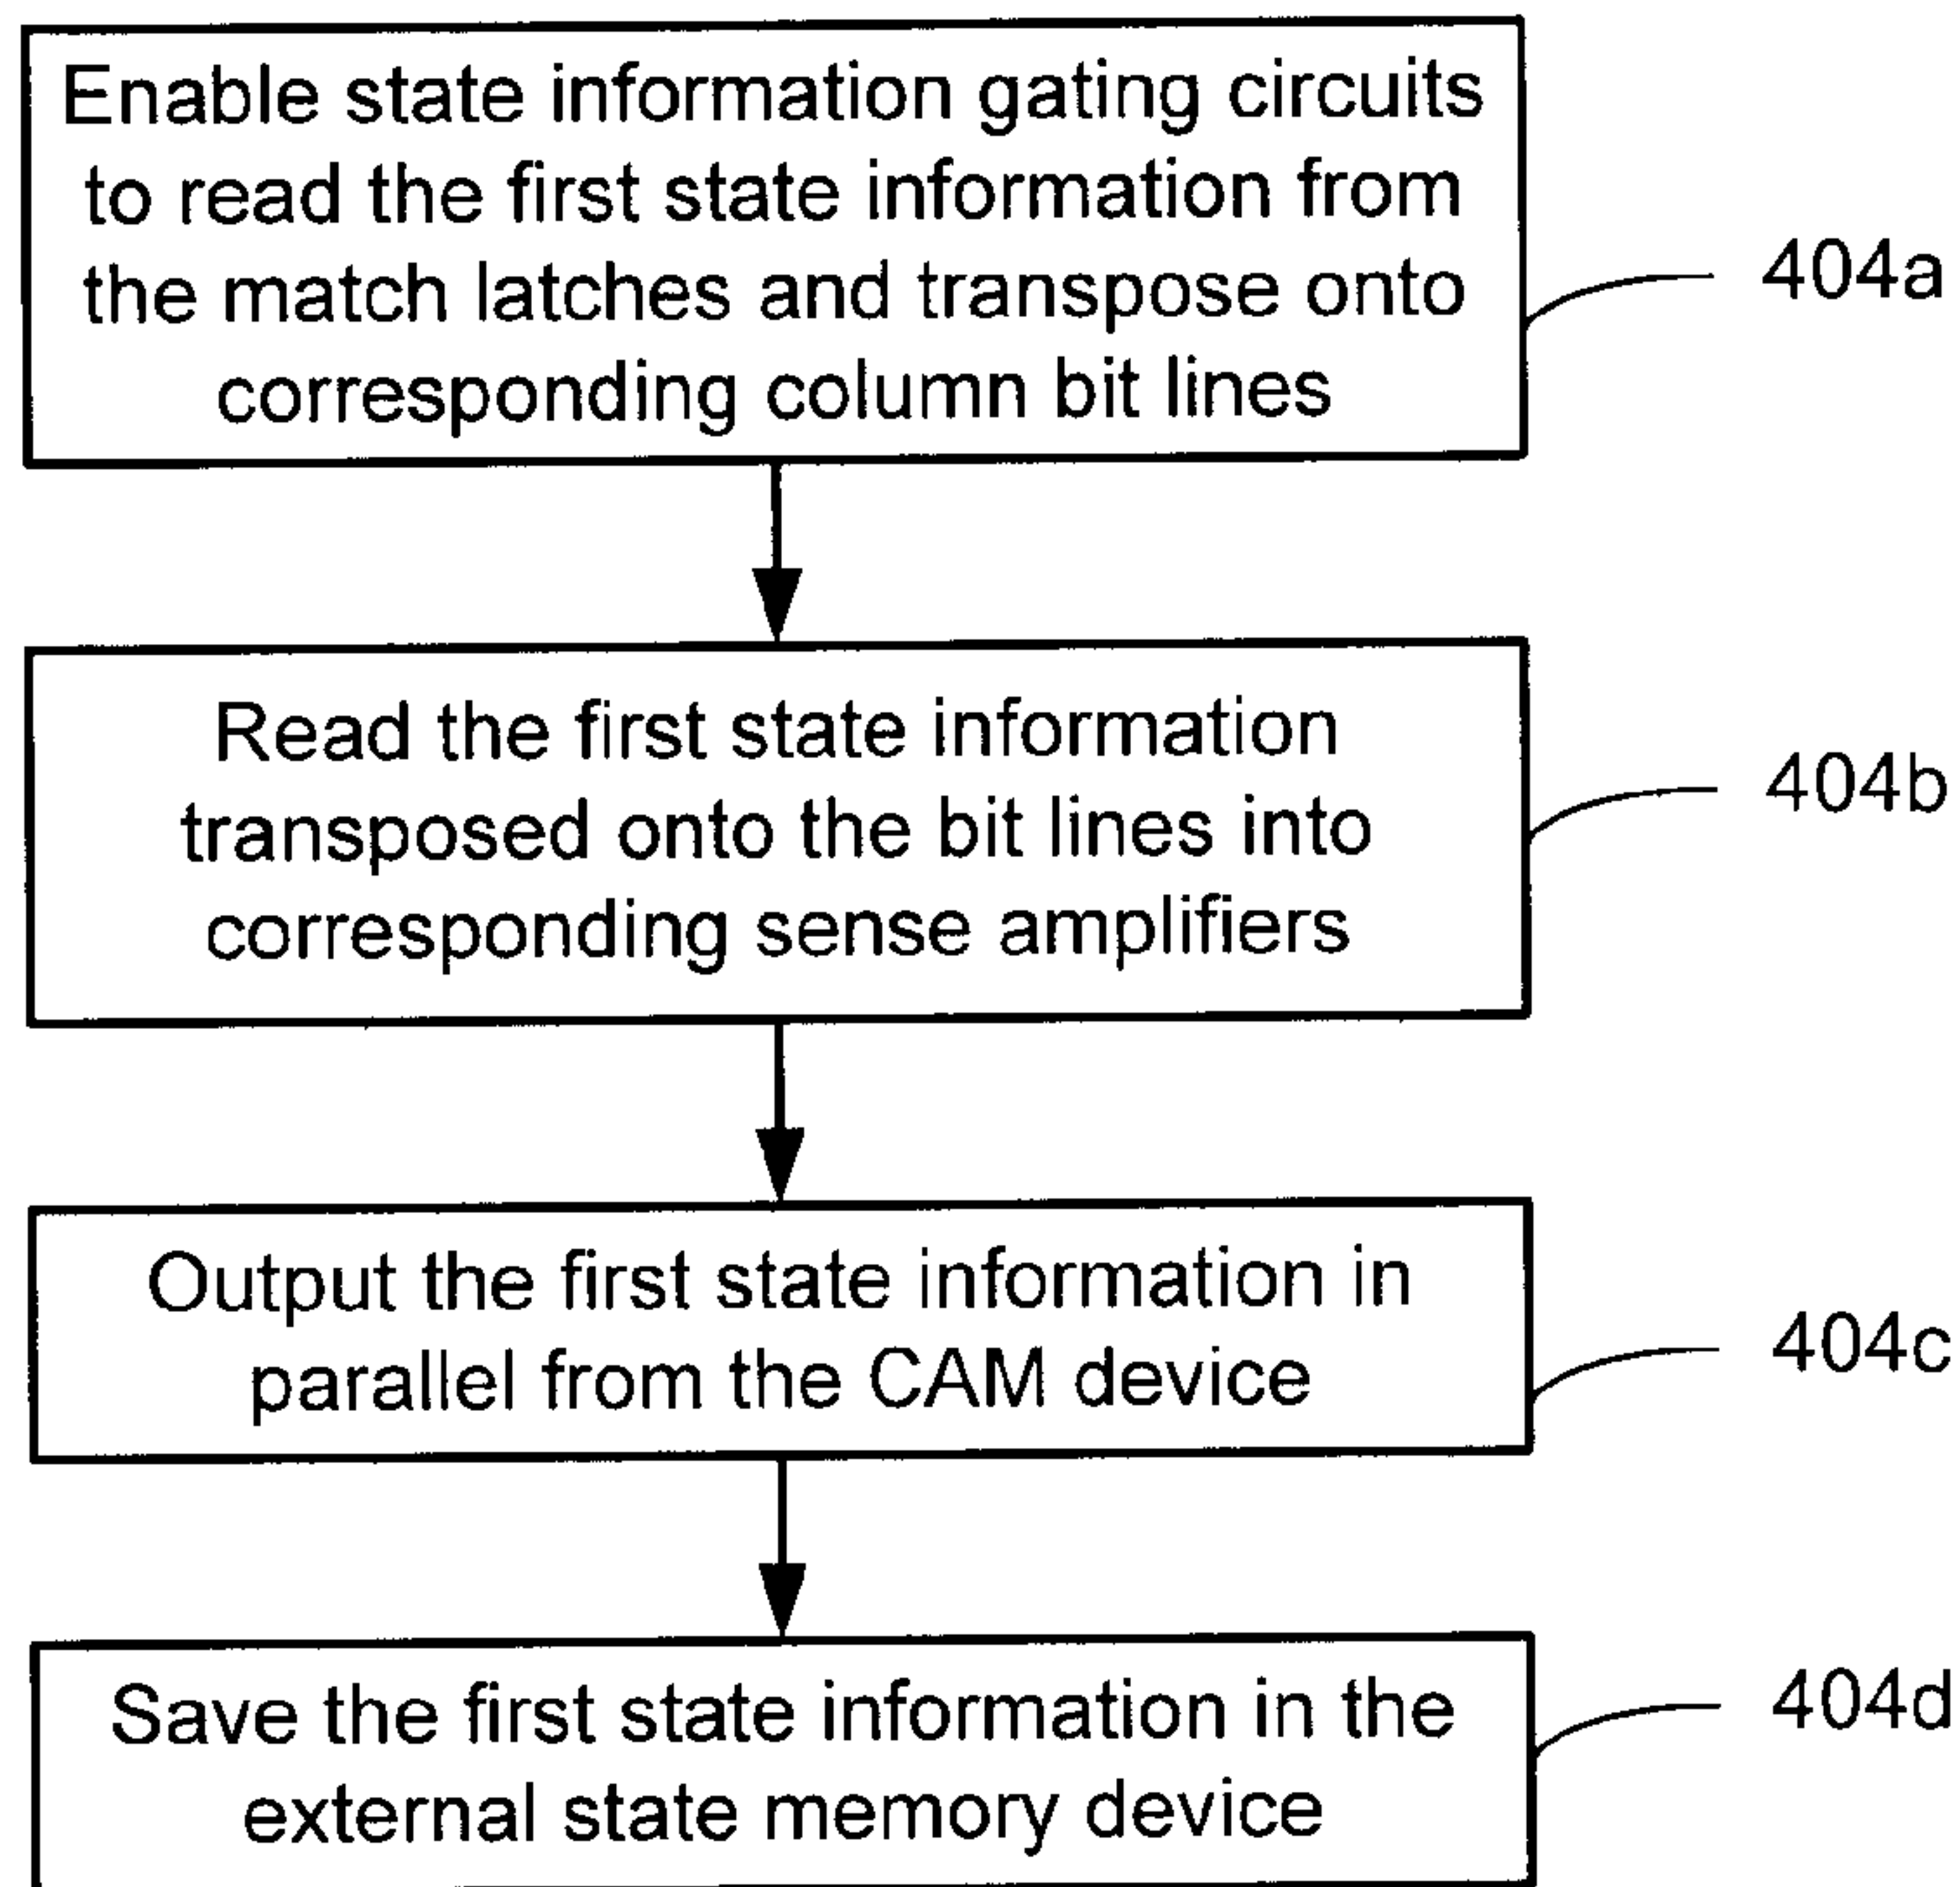 Enable state information gating circuits
to read the first state information from
the match latches and transpose onto
corresponding column bit lines
404a
Read the first state information
transposed onto the bit lines into
corresponding sense amplifiers
404b
Output the first state information in
parallel from the CAM device
404c
Save the first state information in the
external state memory device
404d